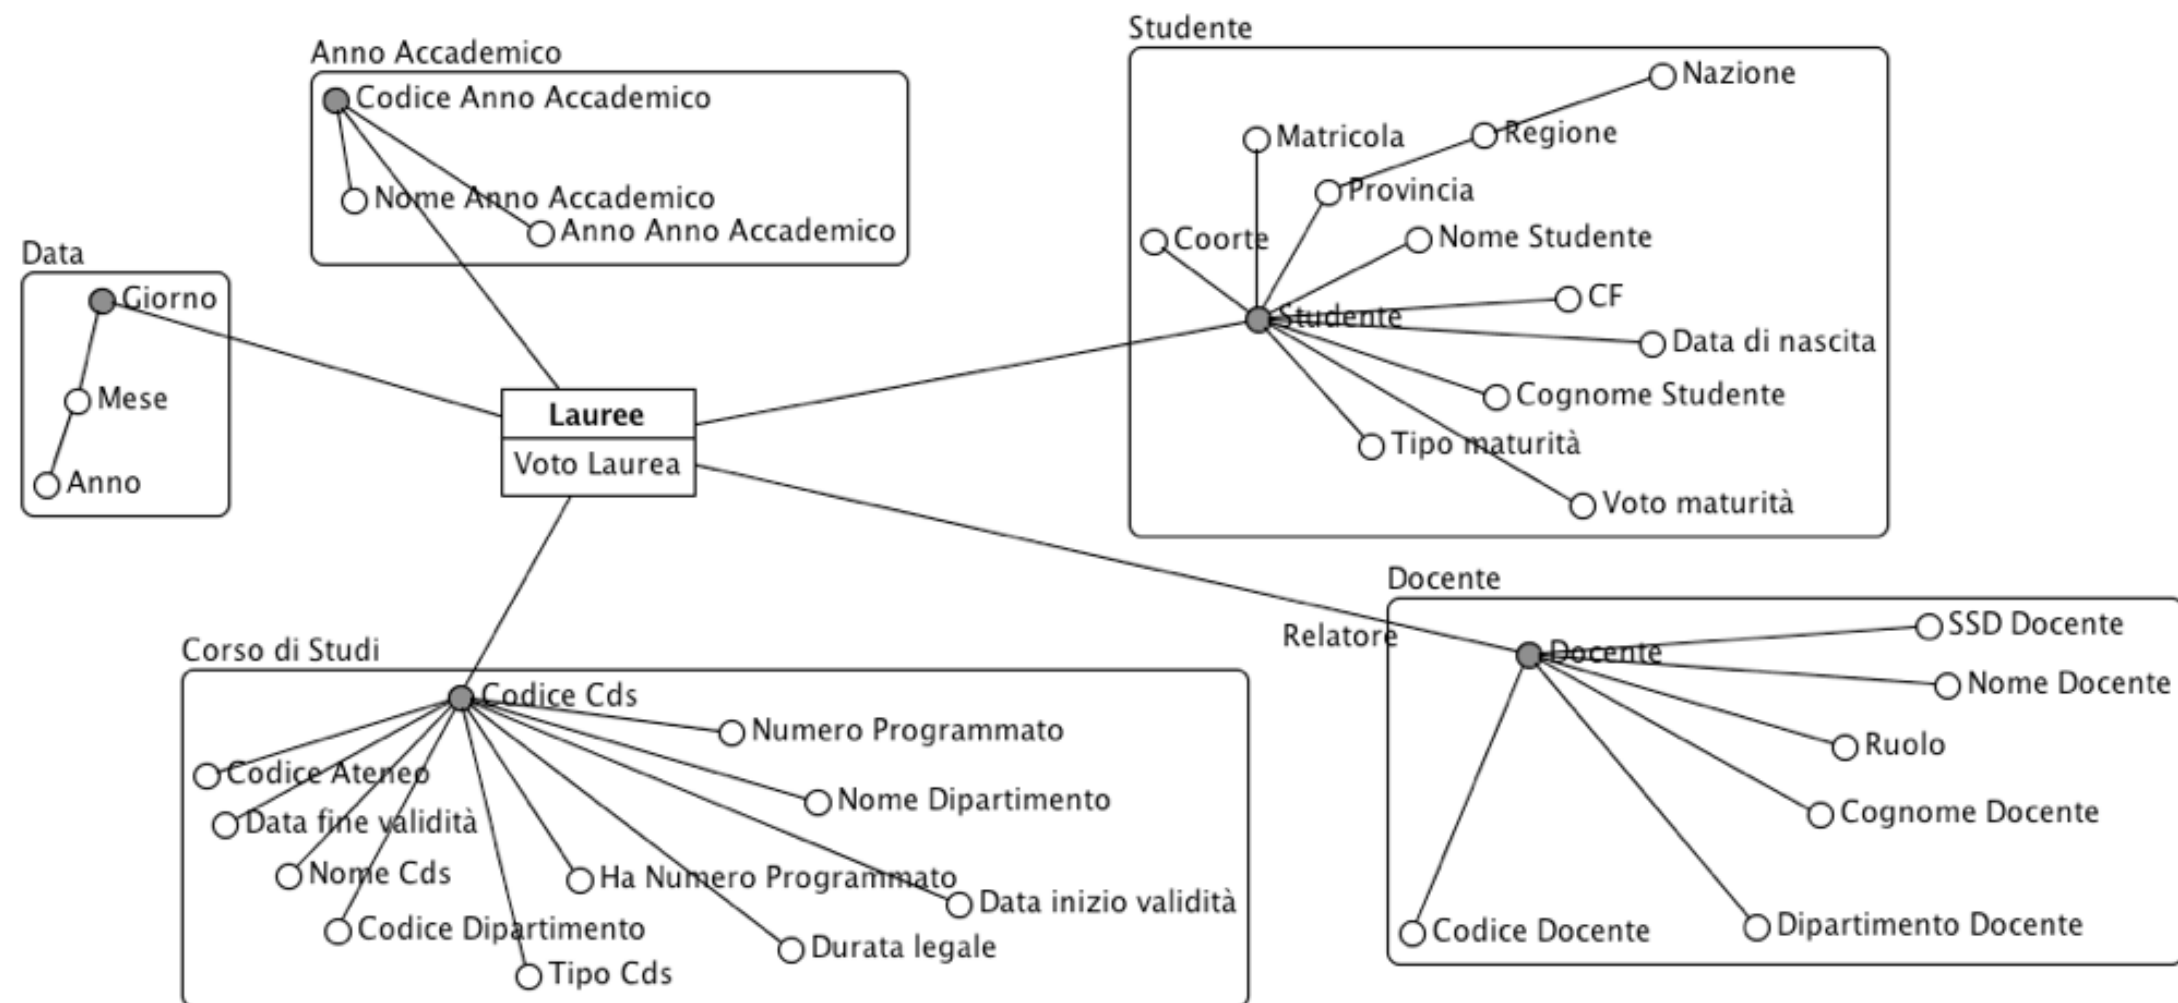 Anno Accademico
Codice Anno Accademico
Nome Anno Accademico
Anno Anno Accademico
Data
Giorno
Mese
Anno
Studente
Nazione
Regione
Matricola
Provincia
Coorte
Nome Studente
CF
Studente
Data di nascita
Cognome Studente
Tipo maturità
Voto maturità
Lauree
Voto Laurea
Relatore
Docente
SSD Docente
Docente
Nome Docente
Ruolo
Cognome Docente
Dipartimento Docente
Codice Docente
Corso di Studi
Codice Cds
Numero Programmato
Codice Ateneo
Nome Dipartimento
Data fine validità
Nome Cds
Ha Numero Programmato
Data inizio validità
Codice Dipartimento
Durata legale
Tipo Cds